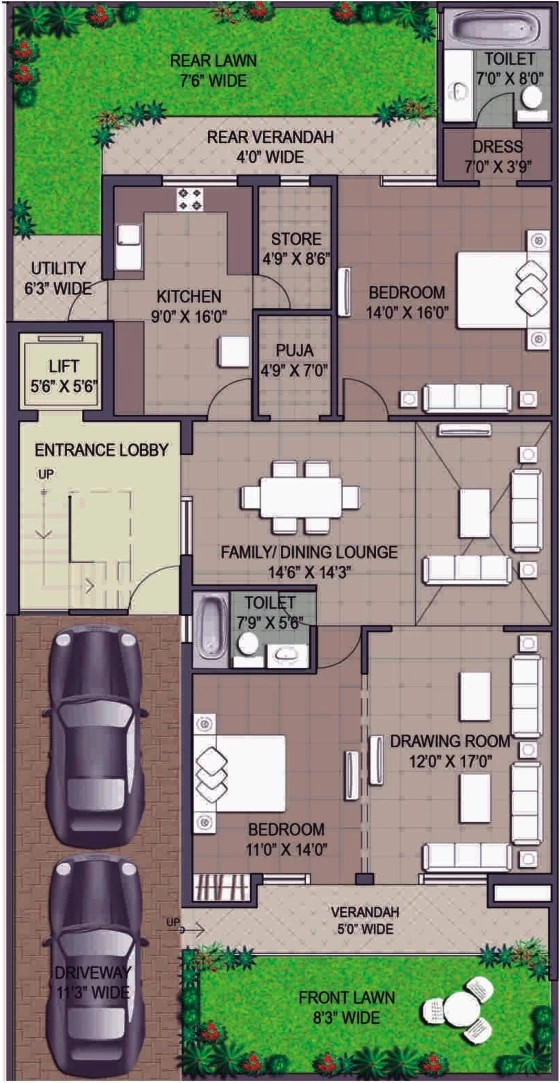 REAR LAWN
7'6" WIDE
TOILET
7'0" X 8'0"
REAR VERANDAH
4'0" WIDE
DRESS
7'0" X 3'9"
STORE
4'9" X 8'6"
UTILITY
6'3" WIDE
KITCHEN
9'0" X 16'0"
BEDROOM
14'0" X 16'0"
PUJA
4'9" X 7'0"
LIFT
5'6" X 5'6"
ENTRANCE LOBBY
UP
FAMILY/ DINING LOUNGE
14'6" X 14'3"
TOILET
7'9" X 5'6"
DRAWING ROOM
12'0" X 17'0"
BEDROOM
11'0" X 14'0"
VERANDAH
5'0" WIDE
UP
DRIVEWAY
11'3" WIDE
FRONT LAWN
8'3" WIDE